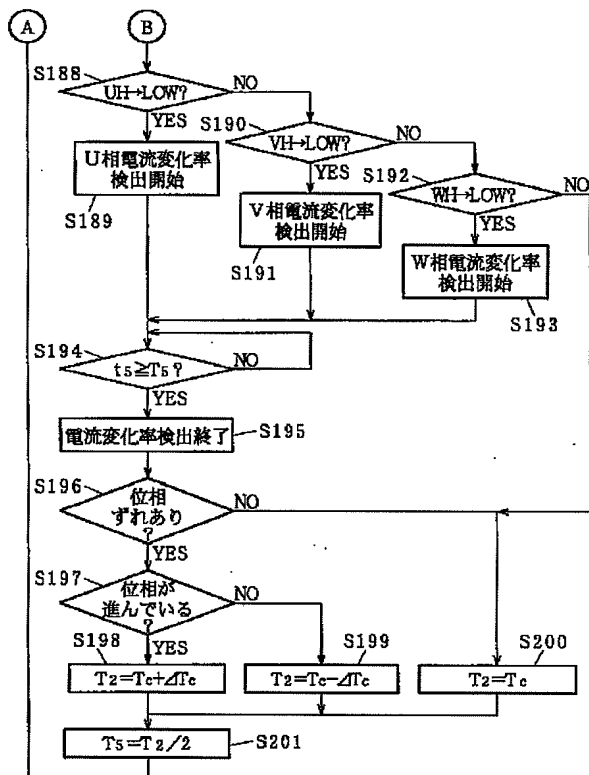 A
B
S188
UH→LOW?
NO
YES
S190
VH→LOW?
NO
U相電流変化率
検出開始
YES
S192
WH→LOW?
NO
S189
V相電流変化率
検出開始
YES
S191
W相電流変化率
検出開始
S193
S194
t5≧T5?
NO
YES
電流変化率検出終了
S195
S196
位相
ずれあり
?
NO
YES
S197
位相が
進んでいる
?
NO
S198
YES
S199
S200
T2=Tc+ΔTc
T2=Tc-ΔTc
T2=Tc
T5=T2/2
S201